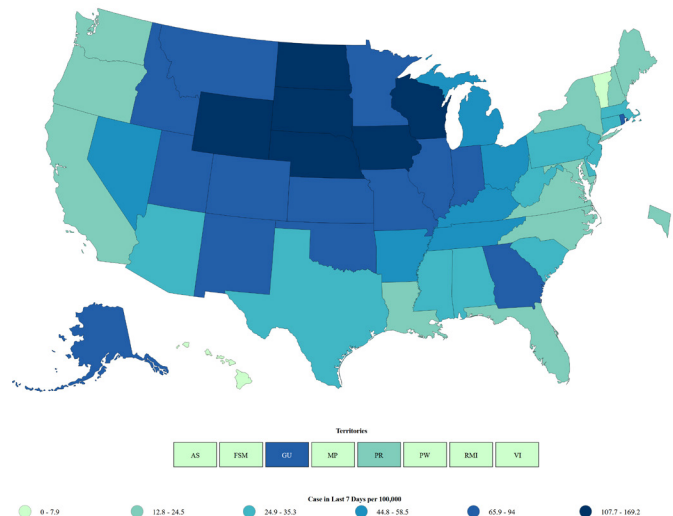 Territories
AS FSM GU MP PR PW RMI VI
Case in Last 7 Days per 100,000
0 - 7.9 12.8 - 24.5 24.9 - 35.3 44.8 - 58.5 65.9 - 94 107.7 - 169.2